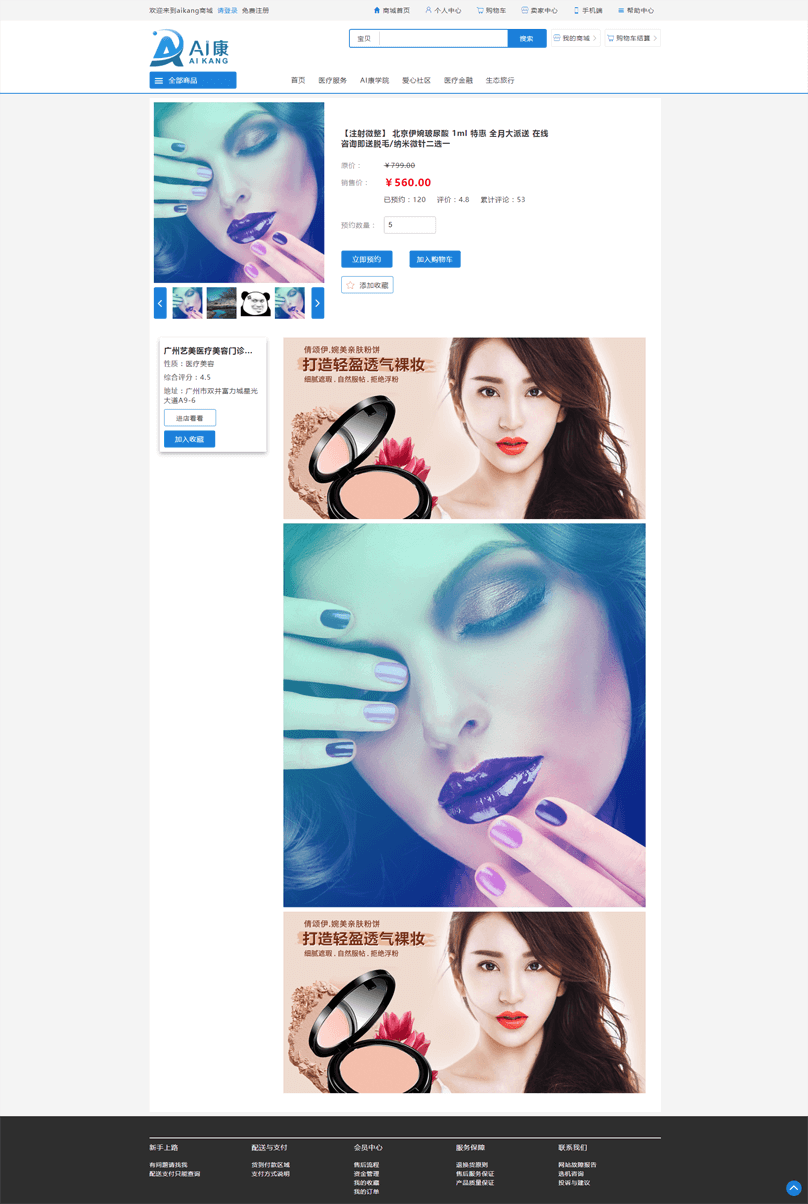 欢迎来到aikang商城 请登录 免费注册
商城首页 个人中心 购物车 卖家中心 手机端 帮助中心
AI康
AI KANG
宝贝 搜索 我的商城 购物车结算
全部商品 首页 医疗服务 AI康学院 爱心社区 医疗金融 生态旅行
【注射微整】 北京伊婉玻尿酸 1ml 特惠 全月大派送 在线
咨询即送脱毛/纳米微针二选一
原价： ￥799.00
销售价： ￥560.00
已预约：120 评价：4.8 累计评论：53
预约数量： 5
立即预约 加入购物车
添加收藏
广州艺美医疗美容门诊...
性质：医疗美容
综合评分：4.5
地址：广州市双井富力城星光
大道A9-6
进店看看
加入收藏
倩颂伊,婉美亲肤粉饼
打造轻盈透气裸妆
细腻遮瑕 . 自然服帖 . 拒绝浮粉
倩颂伊,婉美亲肤粉饼
打造轻盈透气裸妆
细腻遮瑕 . 自然服帖 . 拒绝浮粉
新手上路 配送与支付 会员中心 服务保障 联系我们
有问题请找我 货到付款区域 售后流程 退换货原则 网站故障报告
配送支付只能查询 支付方式说明 资金管理 售后服务保证 选机咨询
我的收藏 产品质量保证 投诉与建议
我的订单